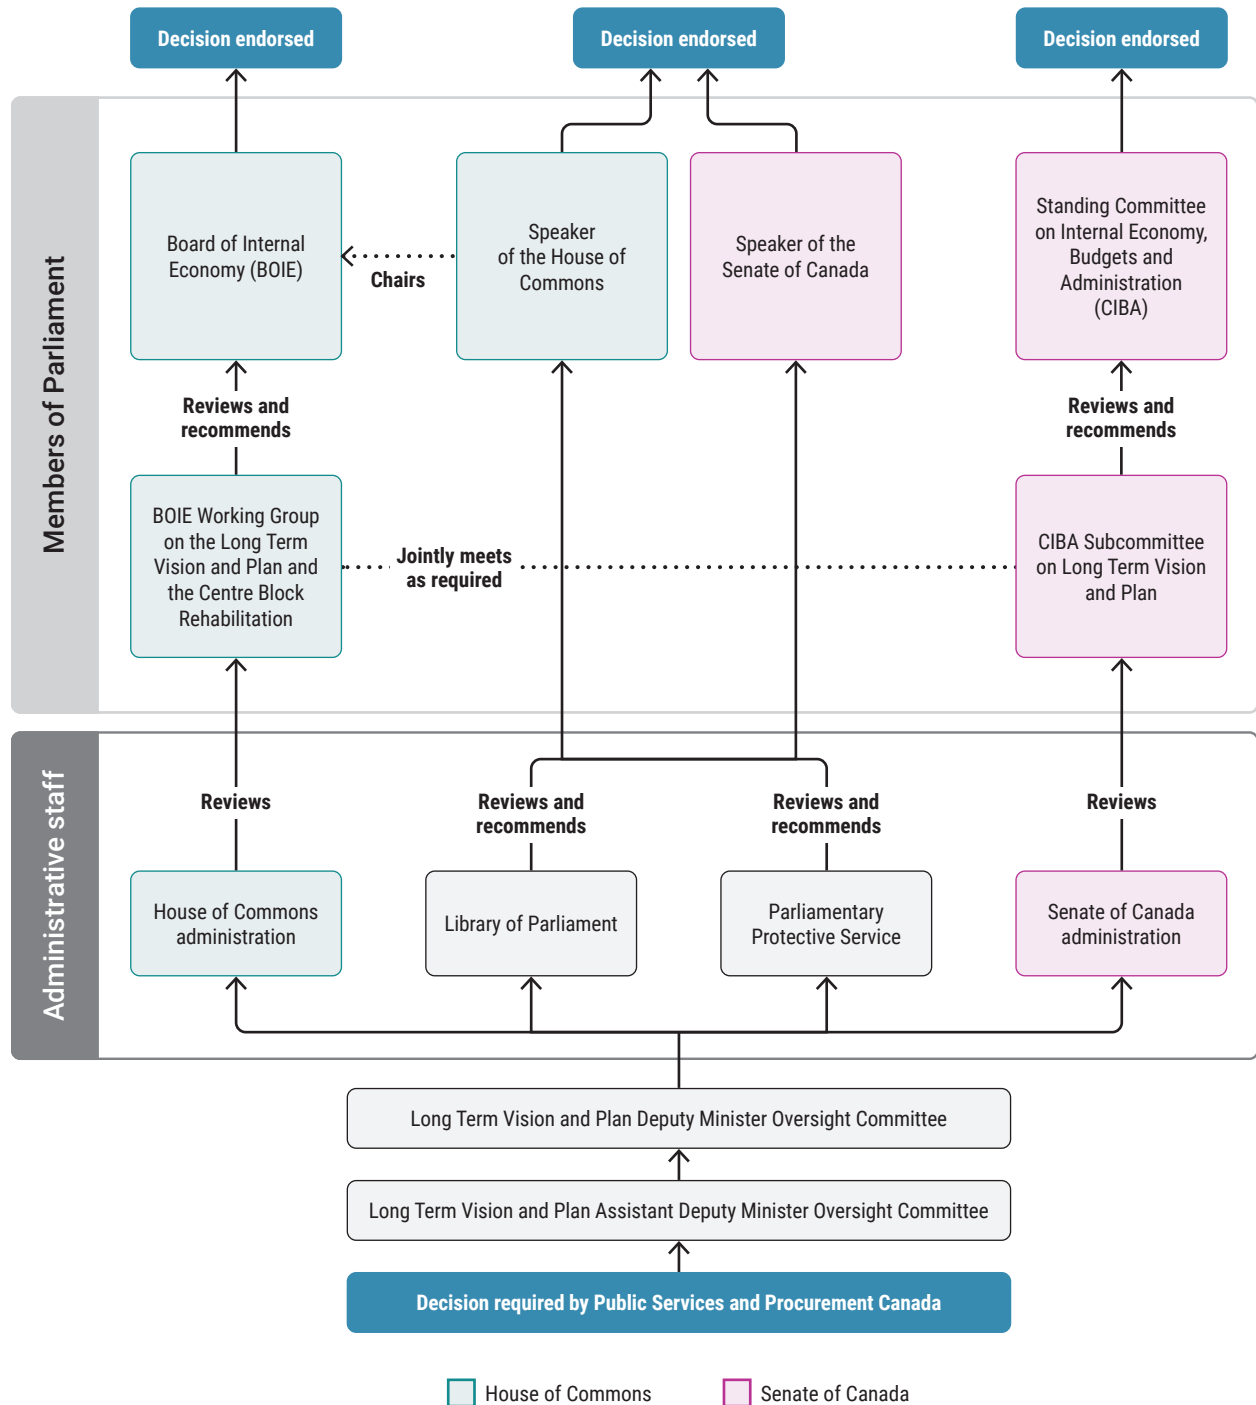 Decision endorsed
Decision endorsed
Decision endorsed
Members of Parliament
Board of Internal
Economy (BOIE)
Chairs
Speaker
of the House of
Commons
Speaker of the
Senate of Canada
Standing Committee
on Internal Economy,
Budgets and
Administration
(CIBA)
Reviews and
recommends
Reviews and
recommends
BOIE Working Group
on the Long Term
Vision and Plan and
the Centre Block
Rehabilitation
Jointly meets
as required
CIBA Subcommittee
on Long Term Vision
and Plan
Administrative staff
Reviews
Reviews and
recommends
Reviews and
recommends
Reviews
House of Commons
administration
Library of Parliament
Parliamentary
Protective Service
Senate of Canada
administration
Long Term Vision and Plan Deputy Minister Oversight Committee
Long Term Vision and Plan Assistant Deputy Minister Oversight Committee
Decision required by Public Services and Procurement Canada
House of Commons
Senate of Canada